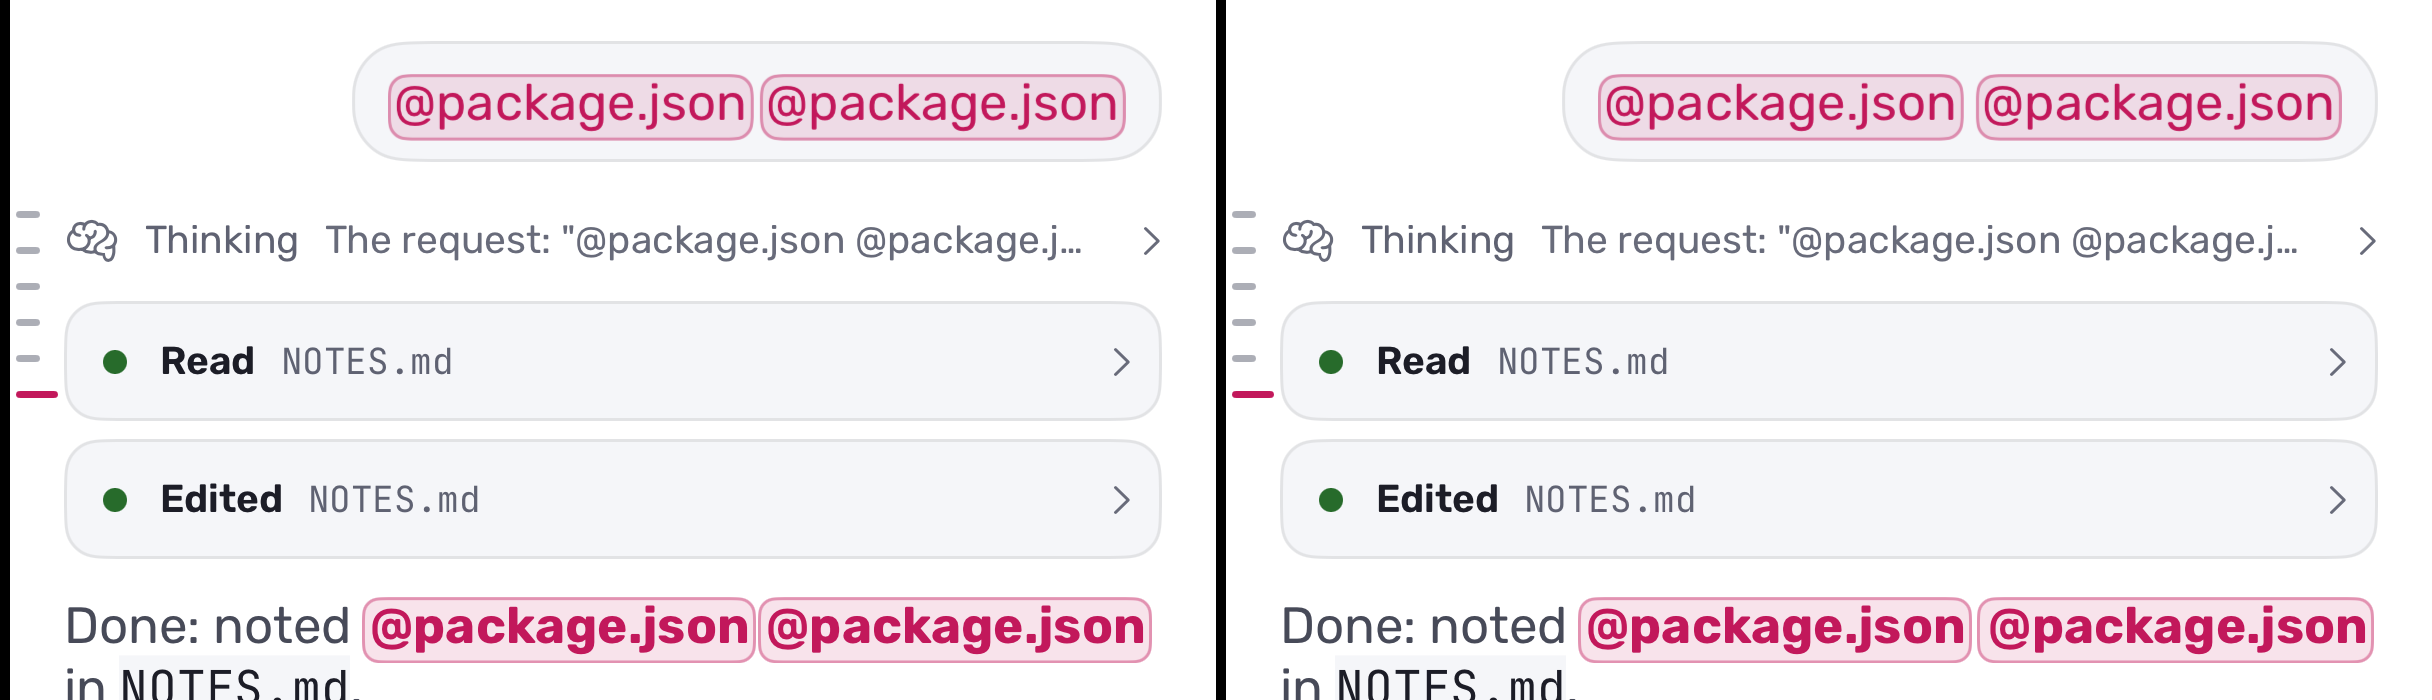 @package.json @package.json
Thinking The request: "@package.json @package.j...
Read NOTES.md
Edited NOTES.md
Done: noted @package.json @package.json
in NOTES.md.
@package.json @package.json
Thinking The request: "@package.json @package.j...
Read NOTES.md
Edited NOTES.md
Done: noted @package.json @package.json
in NOTES.md.